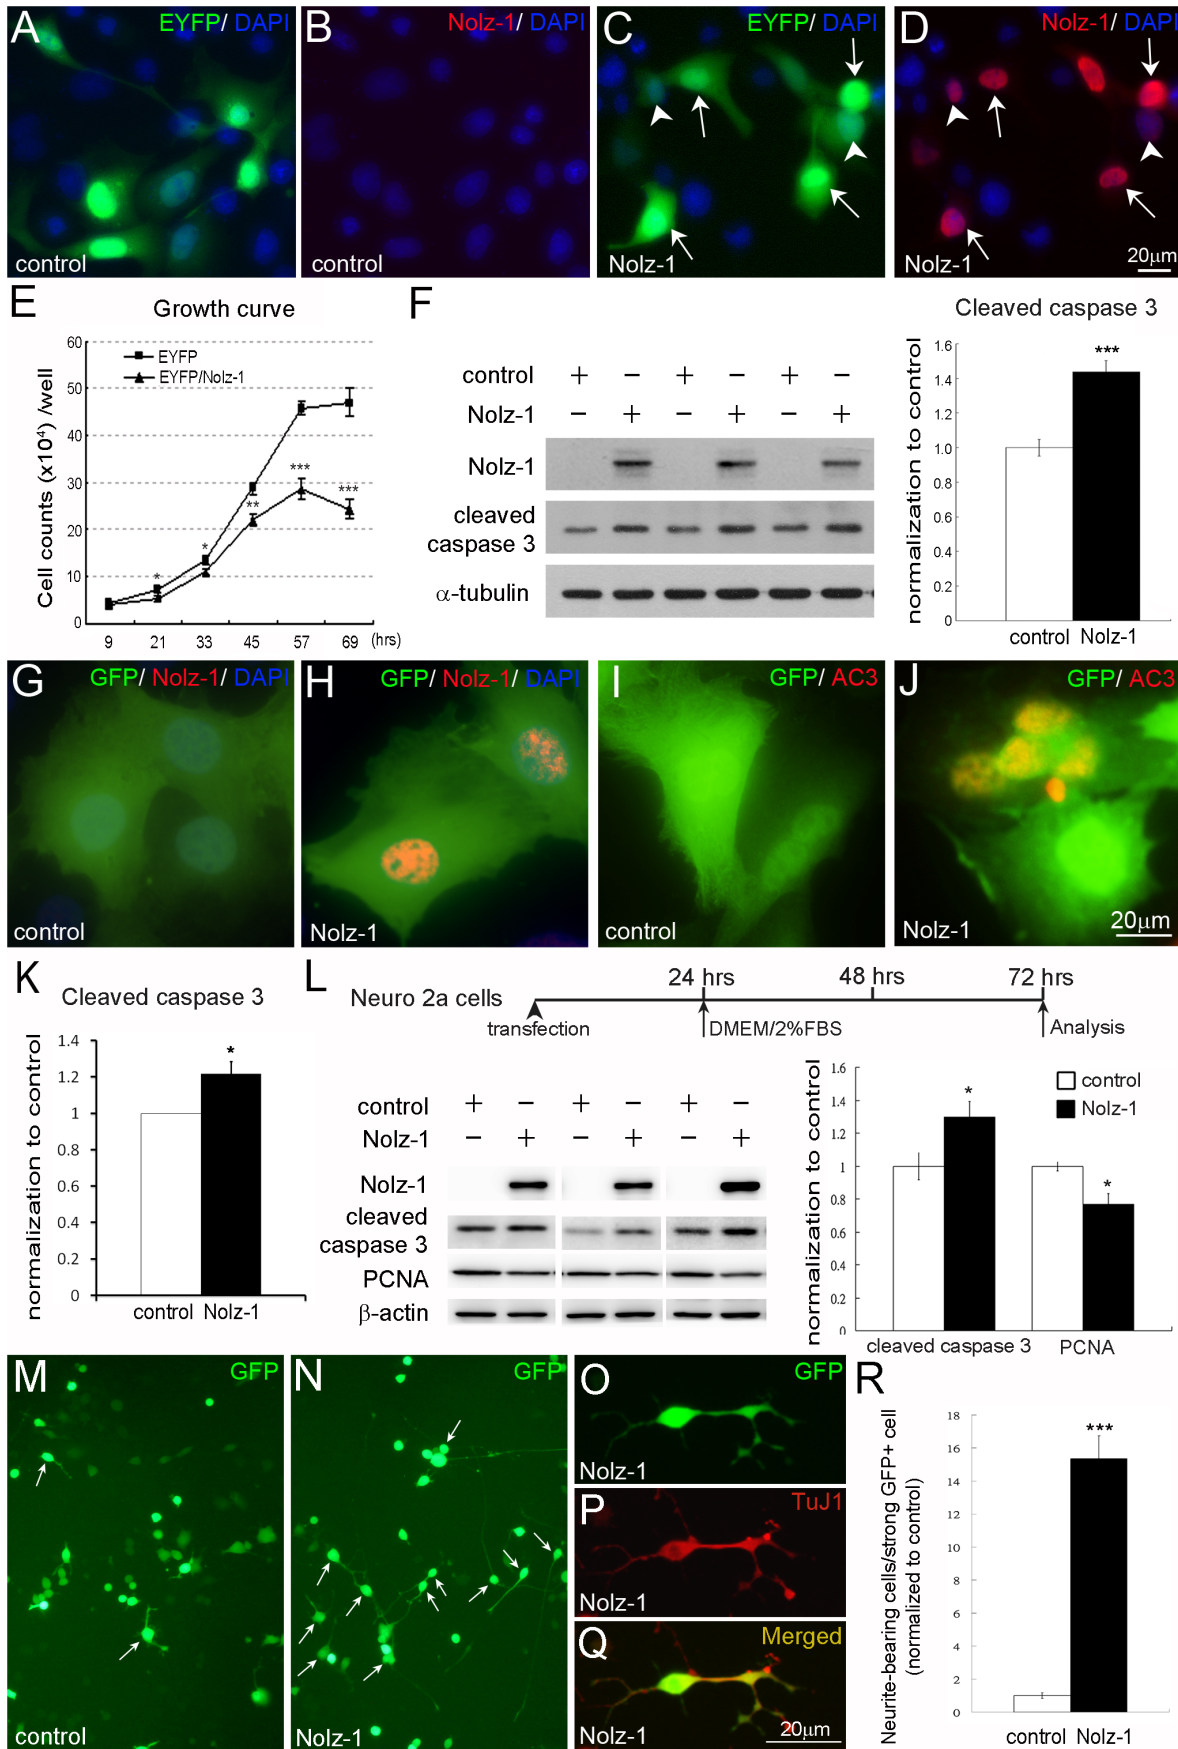 A
EYFP/ DAPI
control
B
Nolz-1/ DAPI
control
C
EYFP/ DAPI
Nolz-1
D
Nolz-1/ DAPI
Nolz-1
20μm
E
Growth curve
EYFP
EYFP/Nolz-1
Cell counts (x10⁴) /well
60
50
40
30
20
10
0
*
*
**
***
***
9 21 33 45 57 69 (hrs)
F
control + − + − + −
Nolz-1 − + − + − +
Nolz-1
cleaved
caspase 3
α-tubulin
Cleaved caspase 3
normalization to control
1.6
1.4
1.2
1.0
0.8
0.6
0.4
0.2
0
***
control Nolz-1
G
GFP/ Nolz-1/ DAPI
control
H
GFP/ Nolz-1/ DAPI
Nolz-1
I
GFP/ AC3
control
J
GFP/ AC3
Nolz-1
20μm
K
Cleaved caspase 3
normalization to control
1.4
1.2
1
0.8
0.6
0.4
0.2
0
*
control Nolz-1
L
Neuro 2a cells
24 hrs 48 hrs 72 hrs
transfection
DMEM/2%FBS
Analysis
control + − + − + −
Nolz-1 − + − + − +
Nolz-1
cleaved
caspase 3
PCNA
β-actin
normalization to control
1.6
1.4
1.2
1
0.8
0.6
0.4
0.2
0
control
Nolz-1
*
*
cleaved caspase 3 PCNA
M
GFP
control
N
GFP
Nolz-1
O
GFP
Nolz-1
P
TuJ1
Nolz-1
Q
Merged
Nolz-1
20μm
R
Neurite-bearing cells/strong GFP+ cell
(normalized to control)
18
16
14
12
10
8
6
4
2
0
***
control Nolz-1